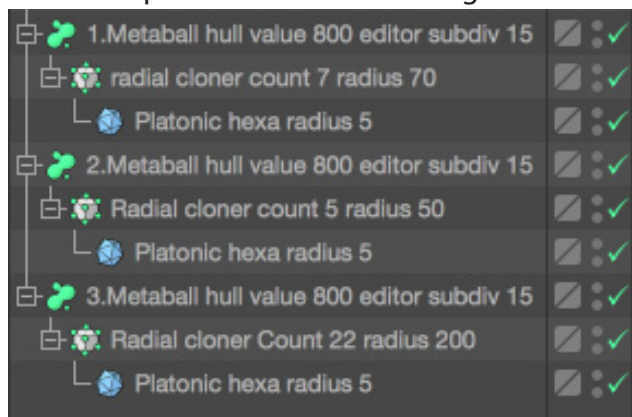 1.Metaball hull value 800 editor subdiv 15
radial cloner count 7 radius 70
Platonic hexa radius 5
2.Metaball hull value 800 editor subdiv 15
Radial cloner count 5 radius 50
Platonic hexa radius 5
3.Metaball hull value 800 editor subdiv 15
Radial cloner Count 22 radius 200
Platonic hexa radius 5